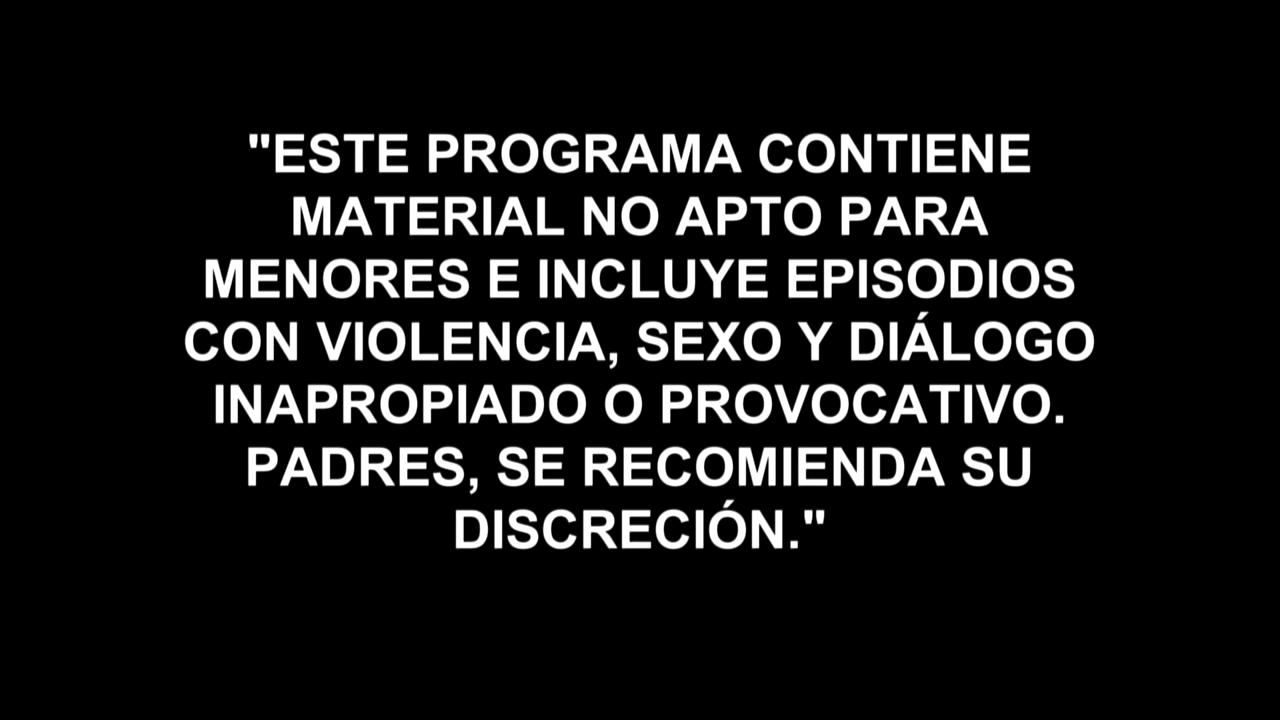 "ESTE PROGRAMA CONTIENE
MATERIAL NO APTO PARA
MENORES E INCLUYE EPISODIOS
CON VIOLENCIA, SEXO Y DIÁLOGO
INAPROPIADO O PROVOCATIVO.
PADRES, SE RECOMIENDA SU
DISCRECIÓN."